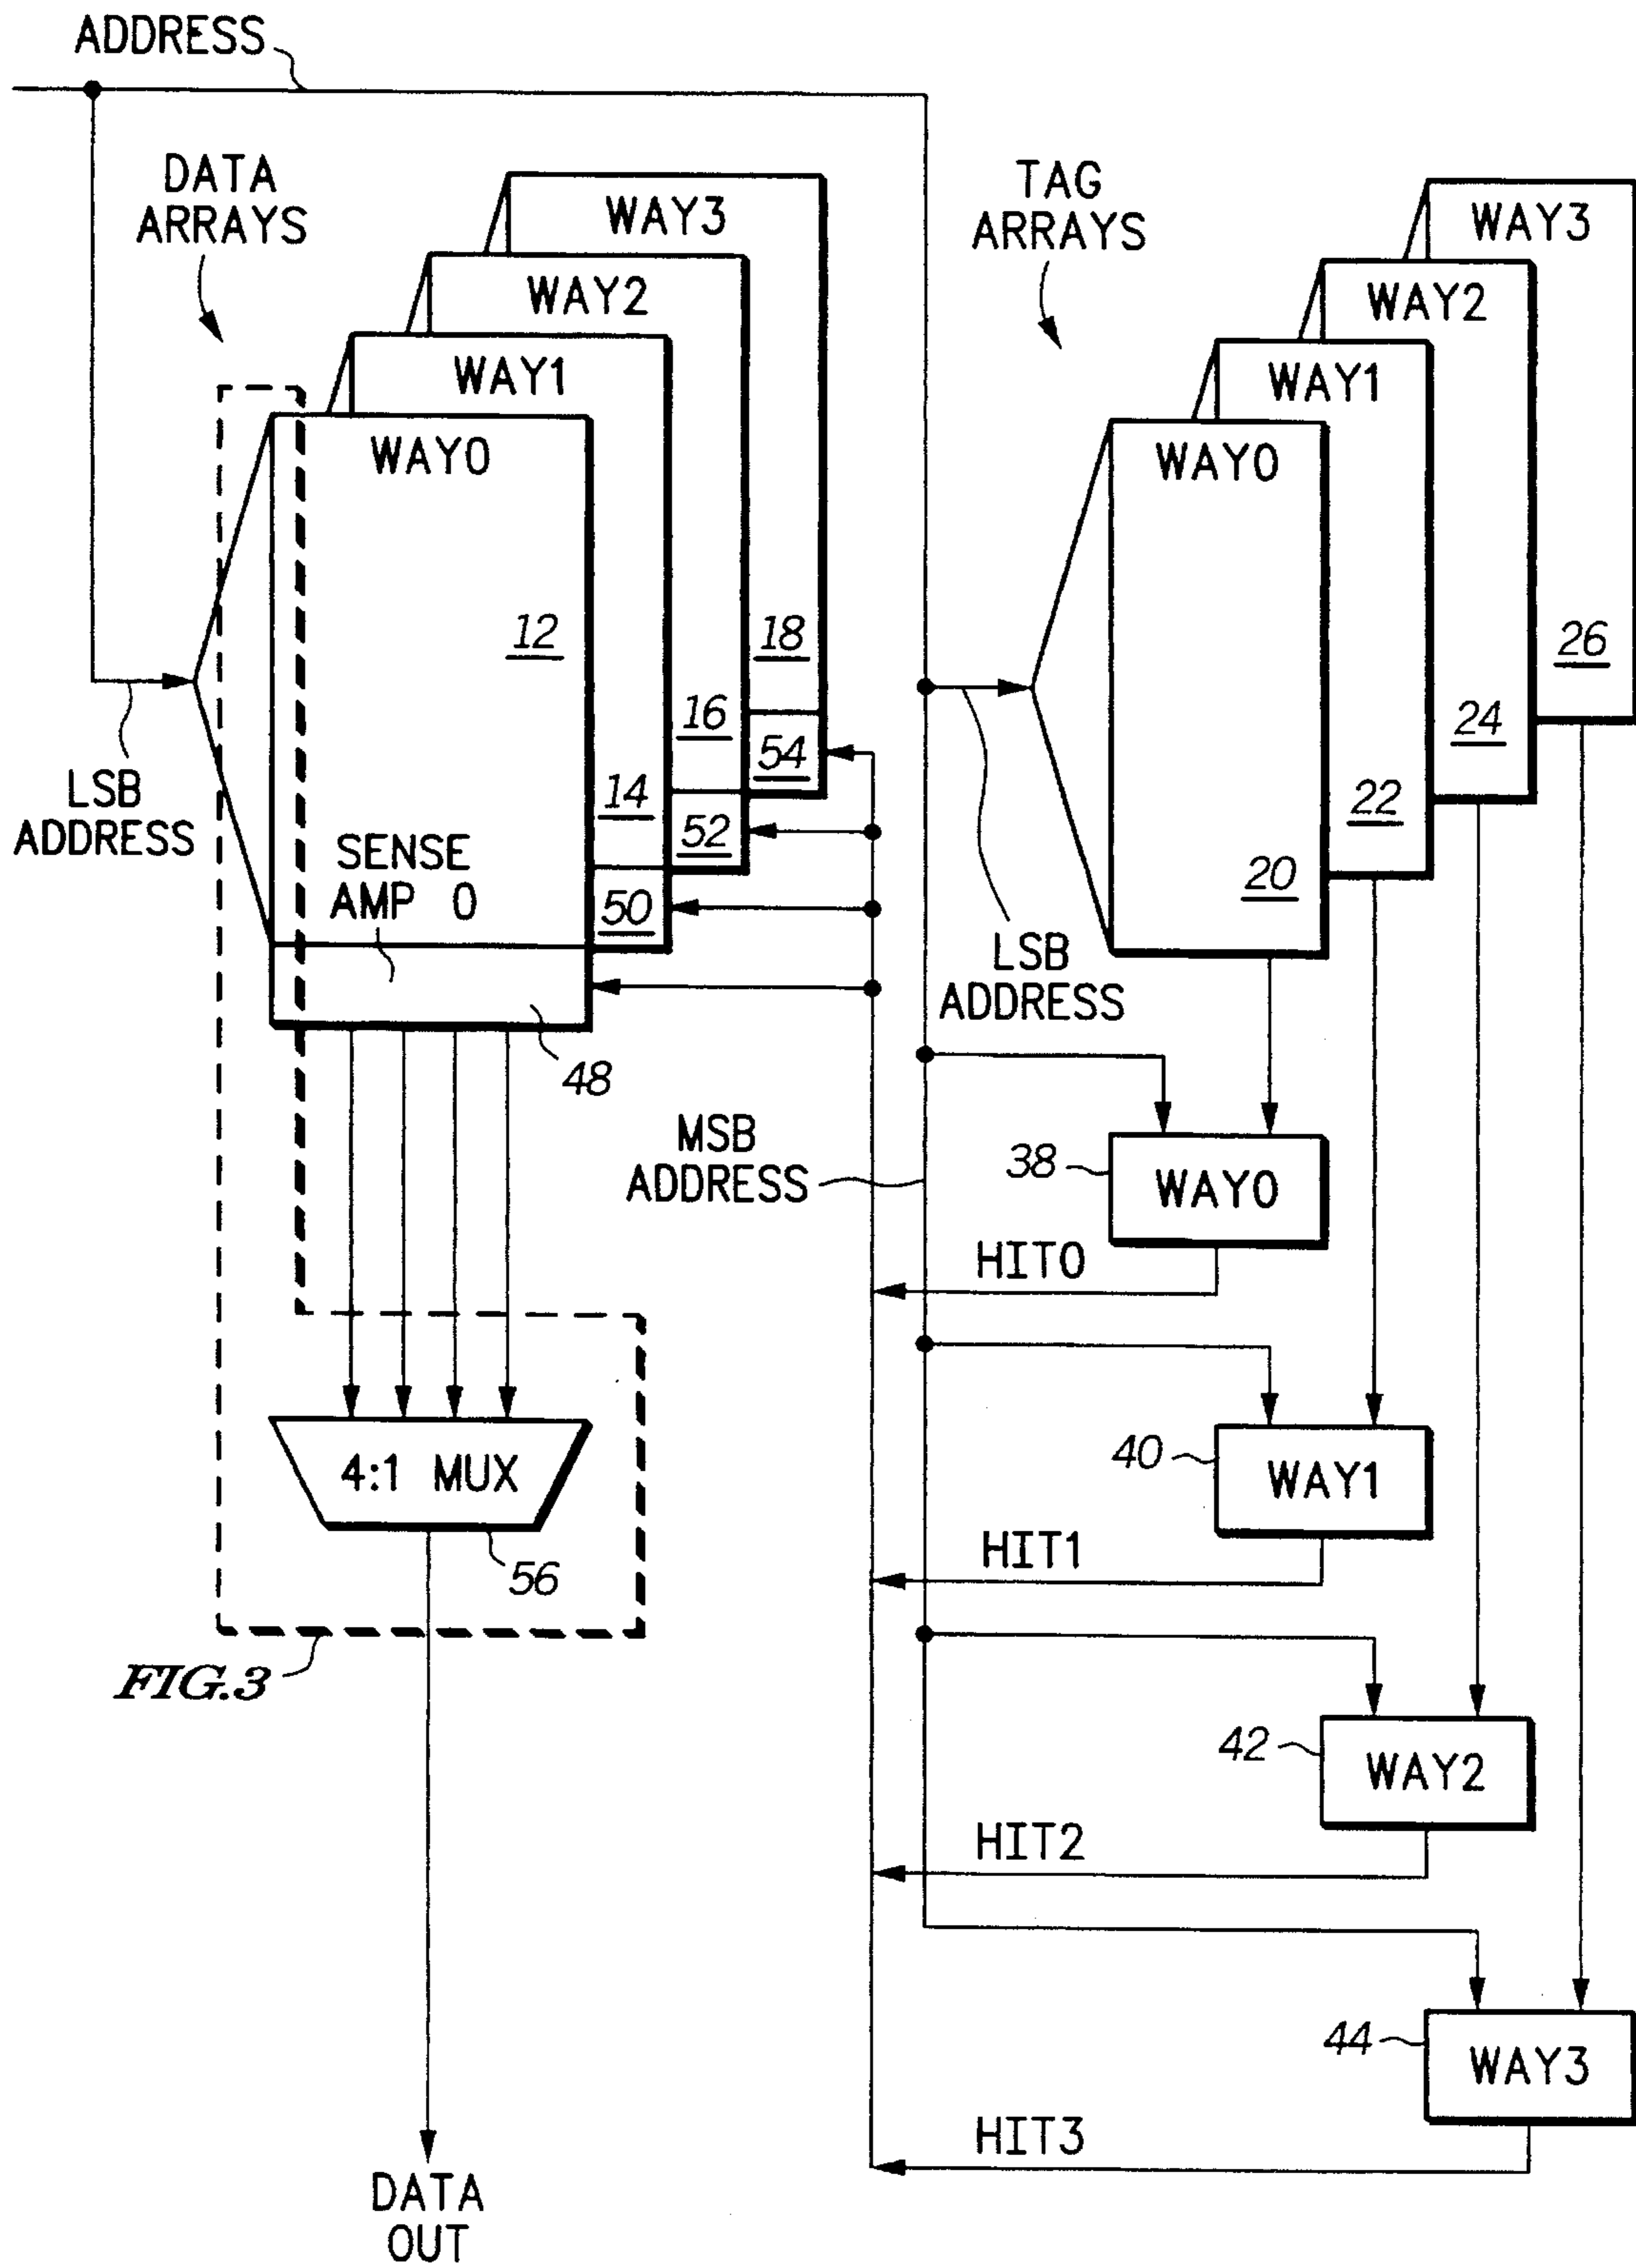 ADDRESS
DATA
ARRAYS
WAY3
WAY2
WAY1
WAY0
12
14
16
18
LSB
ADDRESS
SENSE
AMP 0
48
50
52
54
4:1 MUX
56
FIG.3
DATA
OUT
TAG
ARRAYS
WAY3
WAY2
WAY1
WAY0
20
22
24
26
LSB
ADDRESS
MSB
ADDRESS
38
WAY0
HIT0
40
WAY1
HIT1
42
WAY2
HIT2
44
WAY3
HIT3